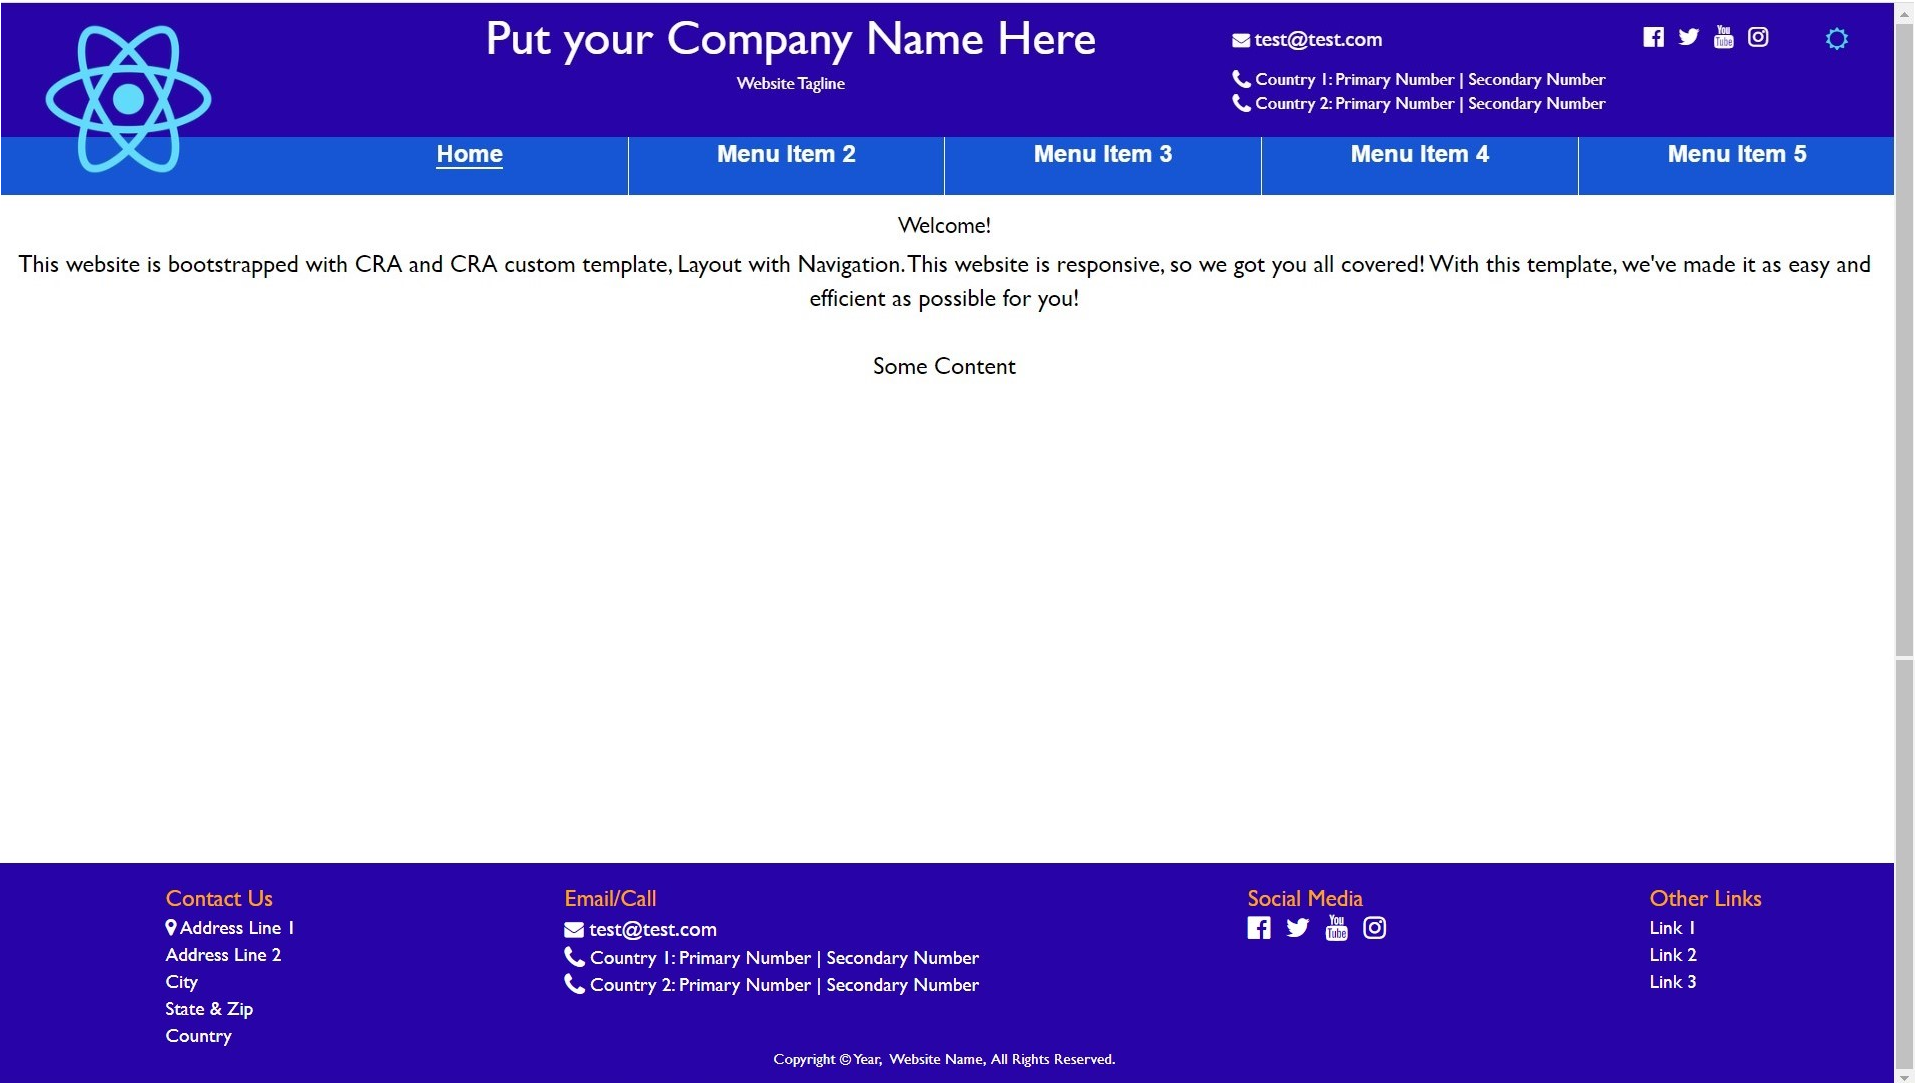 Put your Company Name Here
Website Tagline
test@test.com
Country 1: Primary Number | Secondary Number
Country 2: Primary Number | Secondary Number
You
Tube
Home
Menu Item 2
Menu Item 3
Menu Item 4
Menu Item 5
Welcome!
This website is bootstrapped with CRA and CRA custom template, Layout with Navigation. This website is responsive, so we got you all covered! With this template, we've made it as easy and
efficient as possible for you!
Some Content
Contact Us
Address Line 1
Address Line 2
City
State & Zip
Country
Email/Call
test@test.com
Country 1: Primary Number | Secondary Number
Country 2: Primary Number | Secondary Number
Social Media
You
Tube
Other Links
Link 1
Link 2
Link 3
Copyright © Year, Website Name, All Rights Reserved.